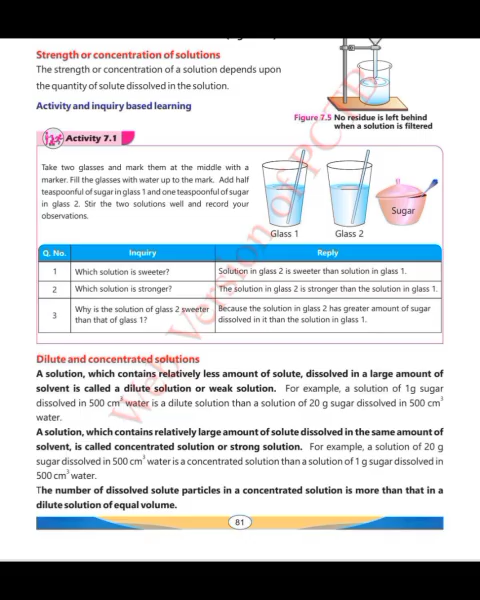 Strength or concentration of solutions
The strength or concentration of a solution depends upon
the quantity of solute dissolved in the solution.
Activity and inquiry based learning
Figure 7.5 No residue is left behind
when a solution is filtered
Activity 7.1
Take two glasses and mark them at the middle with a
marker. Fill the glasses with water up to the mark. Add half
teaspoonful of sugar in glass 1 and one teaspoonful of sugar
in glass 2. Stir the two solutions well and record your
observations.
Sugar
Glass 1
Glass 2
Q. No. Inquiry Reply
1 Which solution is sweeter? Solution in glass 2 is sweeter than solution in glass 1.
2 Which solution is stronger? The solution in glass 2 is stronger than the solution in glass 1.
3 Why is the solution of glass 2 sweeter Because the solution in glass 2 has greater amount of sugar
than that of glass 1? dissolved in it than the solution in glass 1.
Dilute and concentrated solutions
A solution, which contains relatively less amount of solute, dissolved in a large amount of
solvent is called a dilute solution or weak solution. For example, a solution of 1g sugar
dissolved in 500 cm³ water is a dilute solution than a solution of 20 g sugar dissolved in 500 cm³
water.
A solution, which contains relatively large amount of solute dissolved in the same amount of
solvent, is called concentrated solution or strong solution. For example, a solution of 20 g
sugar dissolved in 500 cm³ water is a concentrated solution than a solution of 1 g sugar dissolved in
500 cm³ water.
The number of dissolved solute particles in a concentrated solution is more than that in a
dilute solution of equal volume.
81
Web Version of PCTB